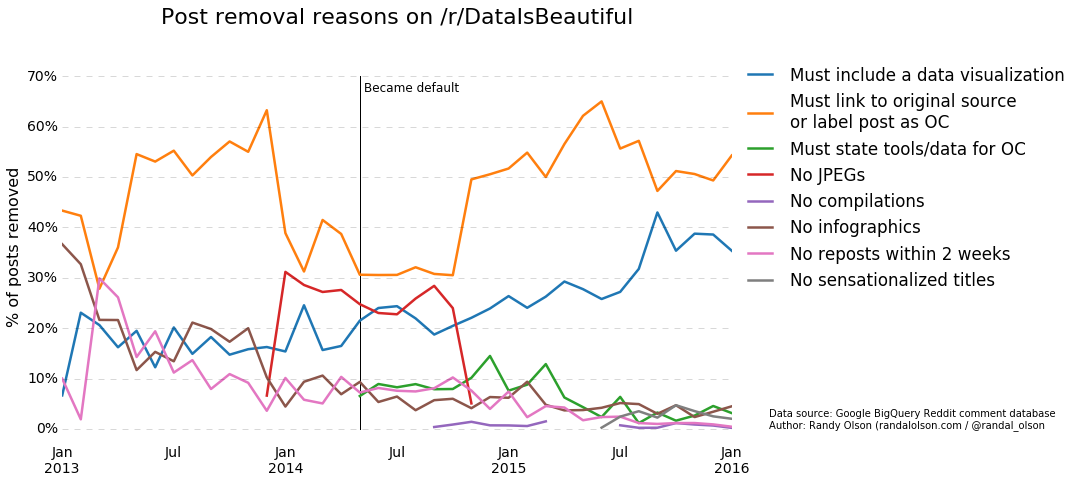 Post removal reasons on /r/DataIsBeautiful
70%
60%
50%
40%
30%
20%
10%
0%
% of posts removed
Became default
Jan
2013
Jul
Jan
2014
Jul
Jan
2015
Jul
Jan
2016
Must include a data visualization
Must link to original source
or label post as OC
Must state tools/data for OC
No JPEGs
No compilations
No infographics
No reposts within 2 weeks
No sensationalized titles
Data source: Google BigQuery Reddit comment database
Author: Randy Olson (randalolson.com / @randal_olson